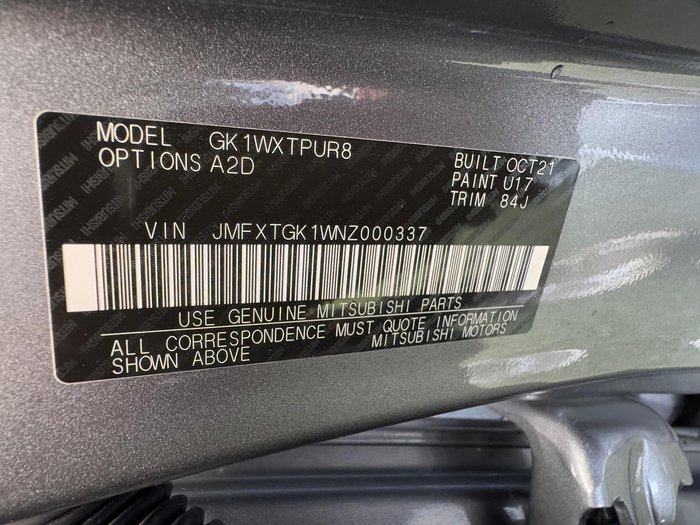 MODEL GK1WXTPUR8
OPTIONS A2D
BUILT OCT21
PAINT U17
TRIM 84J
VIN JMFXTGK1WNZ000337
USE GENUINE MITSUBISHI PARTS
ALL CORRESPONDENCE MUST QUOTE INFORMATION
SHOWN ABOVE MITSUBISHI MOTORS